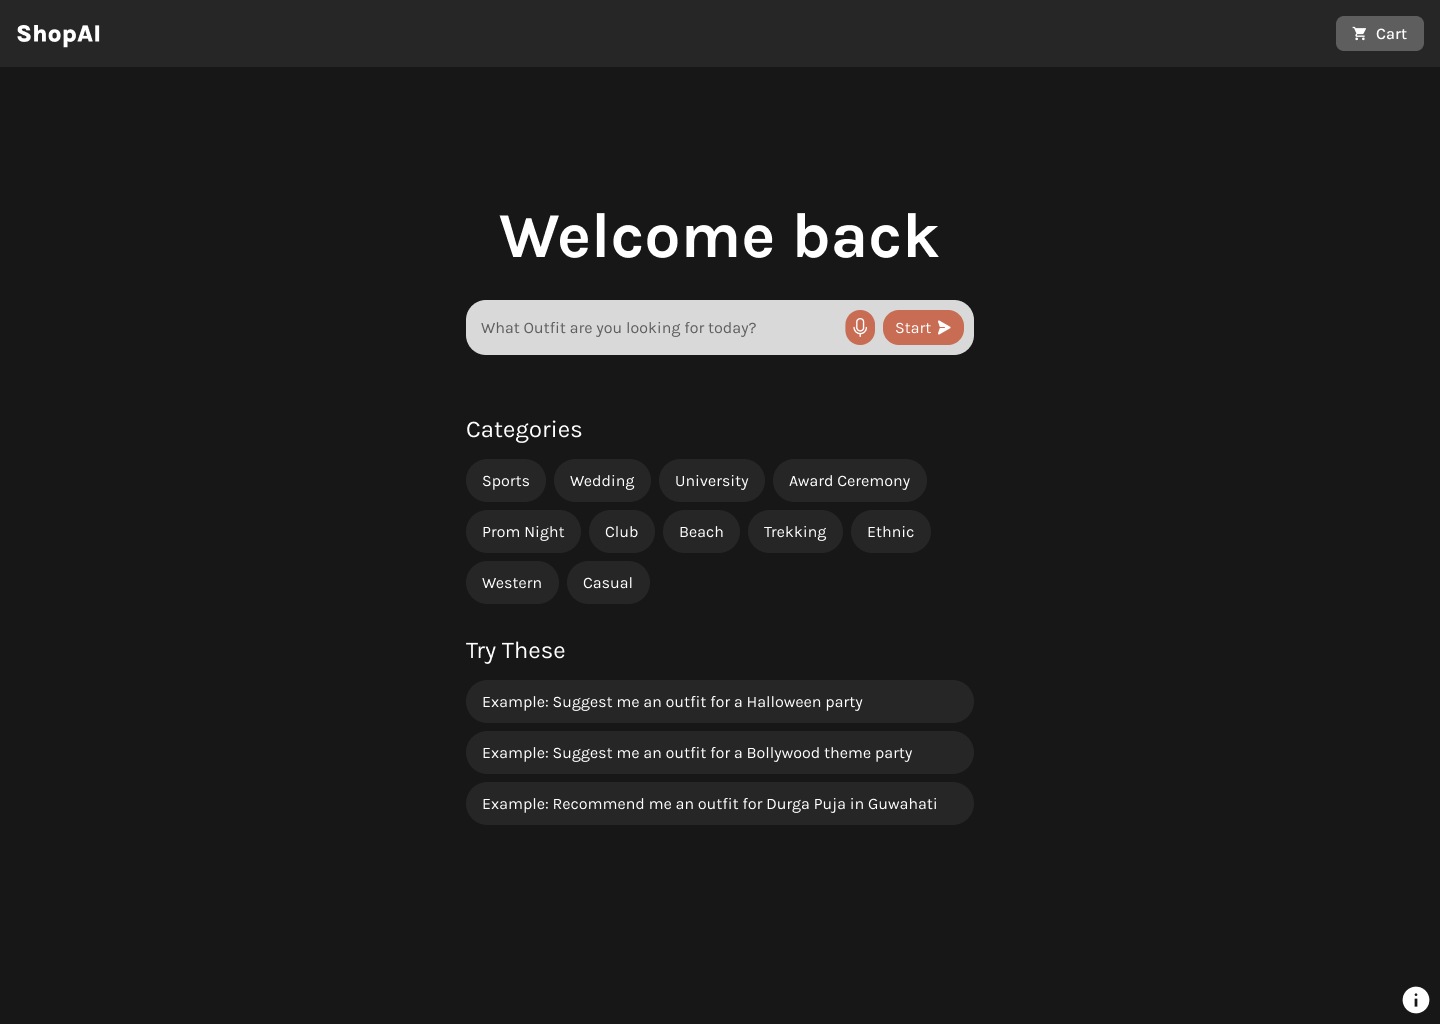 ShopAI
Cart
Welcome back
What Outfit are you looking for today?
Start
Categories
Sports
Wedding
University
Award Ceremony
Prom Night
Club
Beach
Trekking
Ethnic
Western
Casual
Try These
Example: Suggest me an outfit for a Halloween party
Example: Suggest me an outfit for a Bollywood theme party
Example: Recommend me an outfit for Durga Puja in Guwahati